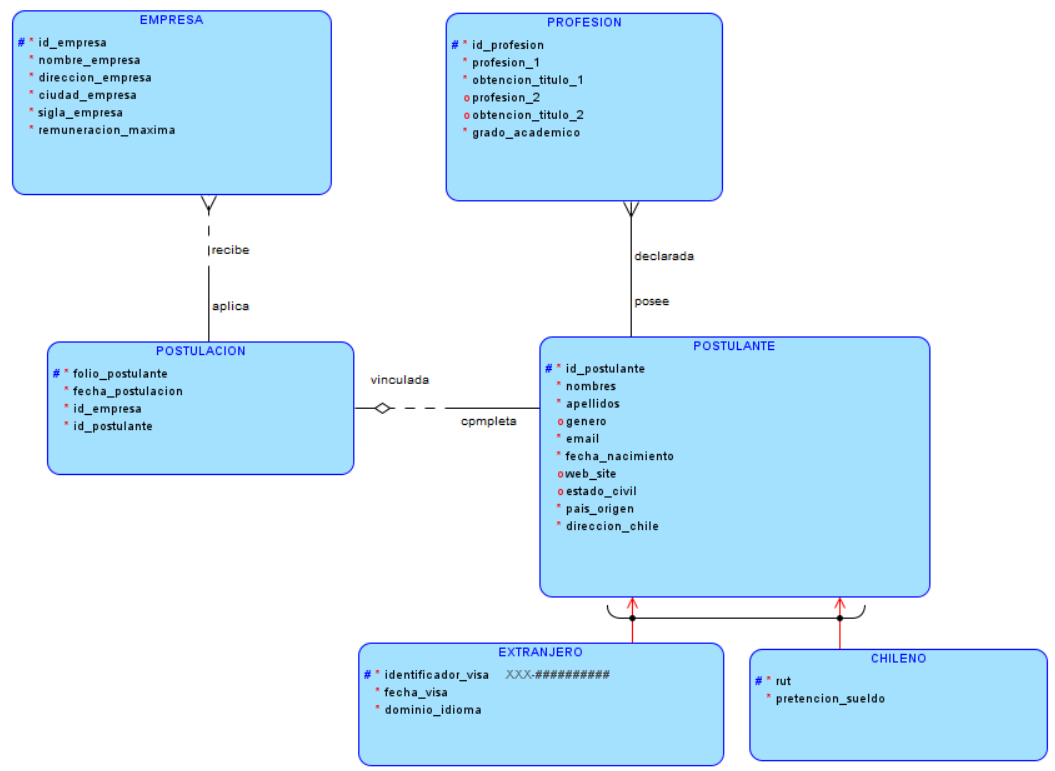 EMPRESA
# * id_empresa
* nombre_empresa
* direccion_empresa
* ciudad_empresa
* sigla_empresa
* remuneracion_maxima
PROFESION
# * id_profesion
* profesion_1
* obtencion_titulo_1
o profesion_2
o obtencion_titulo_2
* grado_academico
recibe
aplica
declarada
posee
POSTULACION
# * folio_postulante
* fecha_postulacion
* id_empresa
* id_postulante
vinculada
cpmpleta
POSTULANTE
# * id_postulante
* nombres
* apellidos
o genero
* email
* fecha_nacimiento
o web_site
o estado_civil
* pais_origen
* direccion_chile
EXTRANJERO
# * identificador_visa XXX-##########
* fecha_visa
* dominio_idioma
CHILENO
# * rut
* pretencion_sueldo